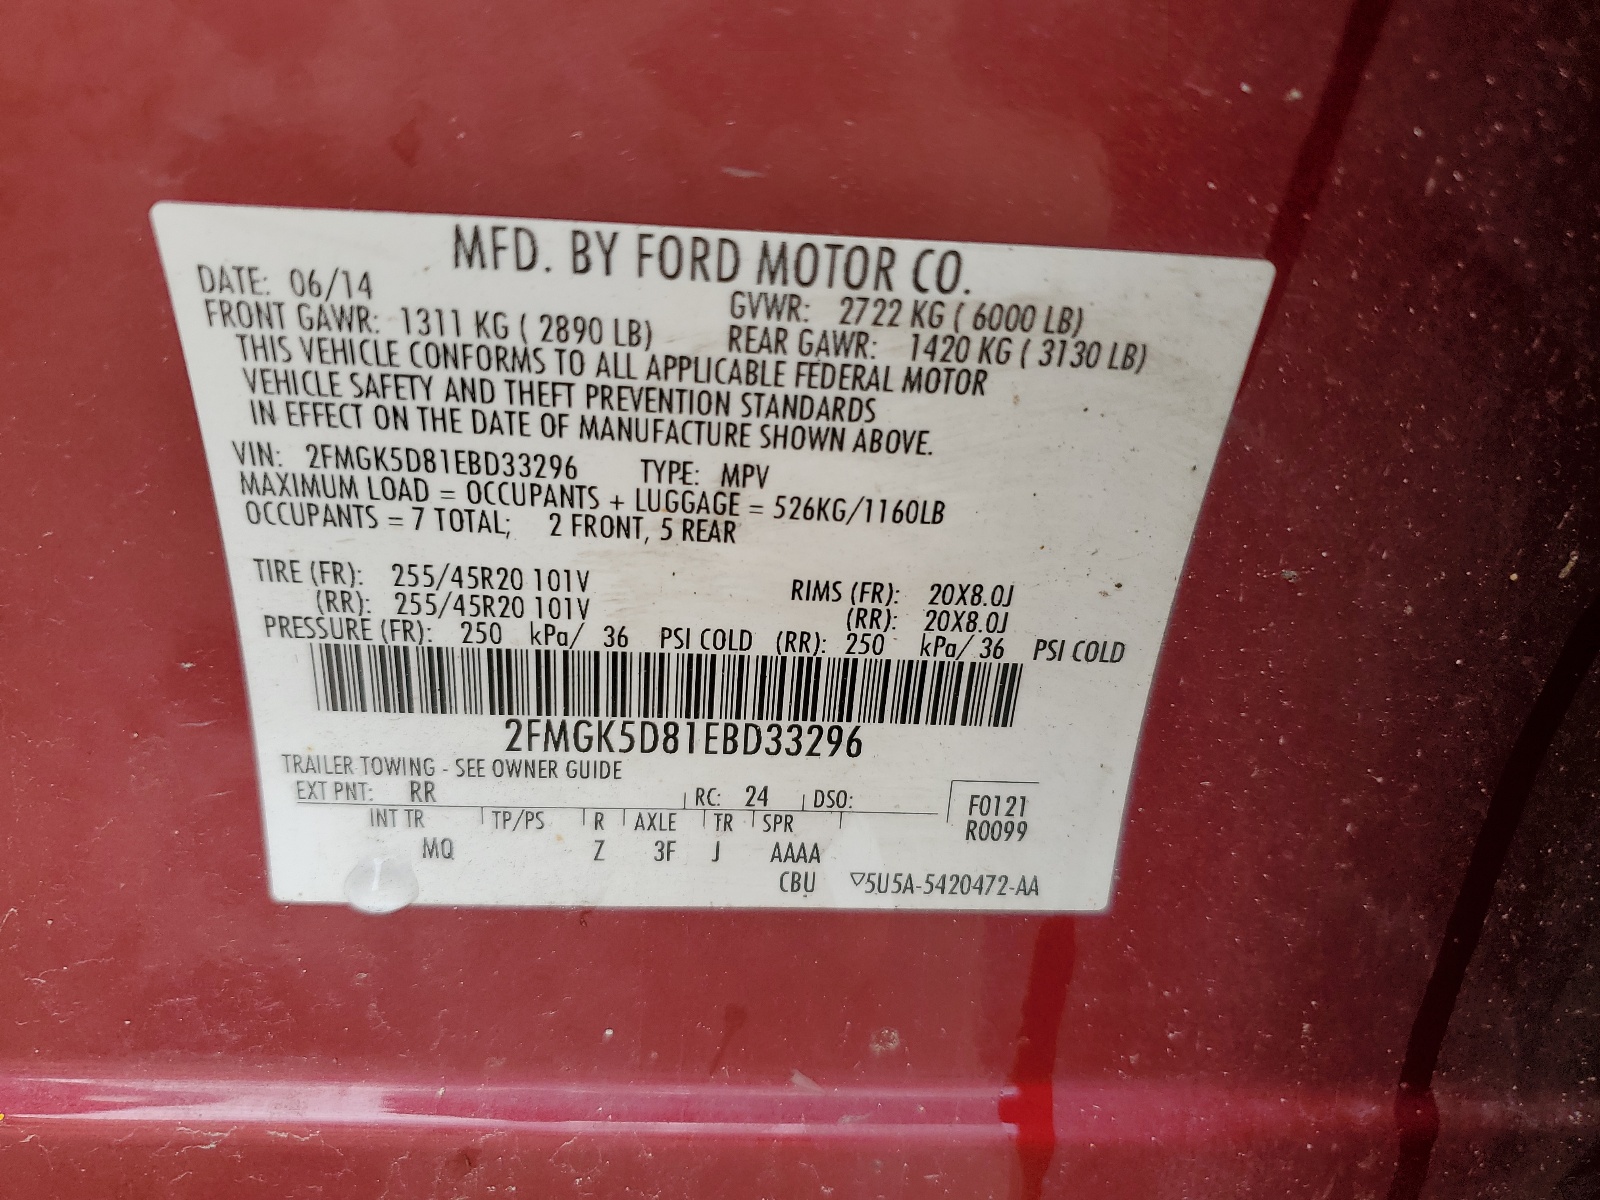 MFD. BY FORD MOTOR CO.
DATE: 06/14 GVWR: 2722 KG ( 6000 LB)
FRONT GAWR: 1311 KG ( 2890 LB) REAR GAWR: 1420 KG ( 3130 LB)
THIS VEHICLE CONFORMS TO ALL APPLICABLE FEDERAL MOTOR
VEHICLE SAFETY AND THEFT PREVENTION STANDARDS
IN EFFECT ON THE DATE OF MANUFACTURE SHOWN ABOVE.
VIN: 2FMGK5D81EBD33296 TYPE: MPV
MAXIMUM LOAD = OCCUPANTS + LUGGAGE = 526KG/1160LB
OCCUPANTS = 7 TOTAL; 2 FRONT, 5 REAR
TIRE (FR): 255/45R20 101V RIMS (FR): 20X8.0J
(RR): 255/45R20 101V (RR): 20X8.0J
PRESSURE (FR): 250 kPa/ 36 PSI COLD (RR): 250 kPa/ 36 PSI COLD
2FMGK5D81EBD33296
TRAILER TOWING - SEE OWNER GUIDE
EXT PNT: RR RC: 24 DSO: F0121
INT TR TP/PS R AXLE TR SPR R0099
MQ Z 3F J AAAA
CBU ▽5U5A-5420472-AA